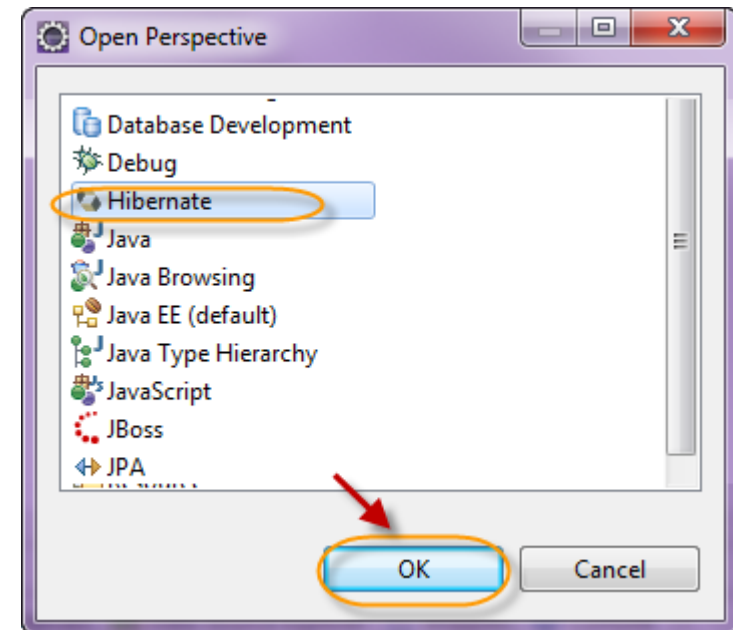 Open Perspective
Database Development
Debug
Hibernate
Java
Java Browsing
Java EE (default)
Java Type Hierarchy
JavaScript
JBoss
JPA
OK
Cancel